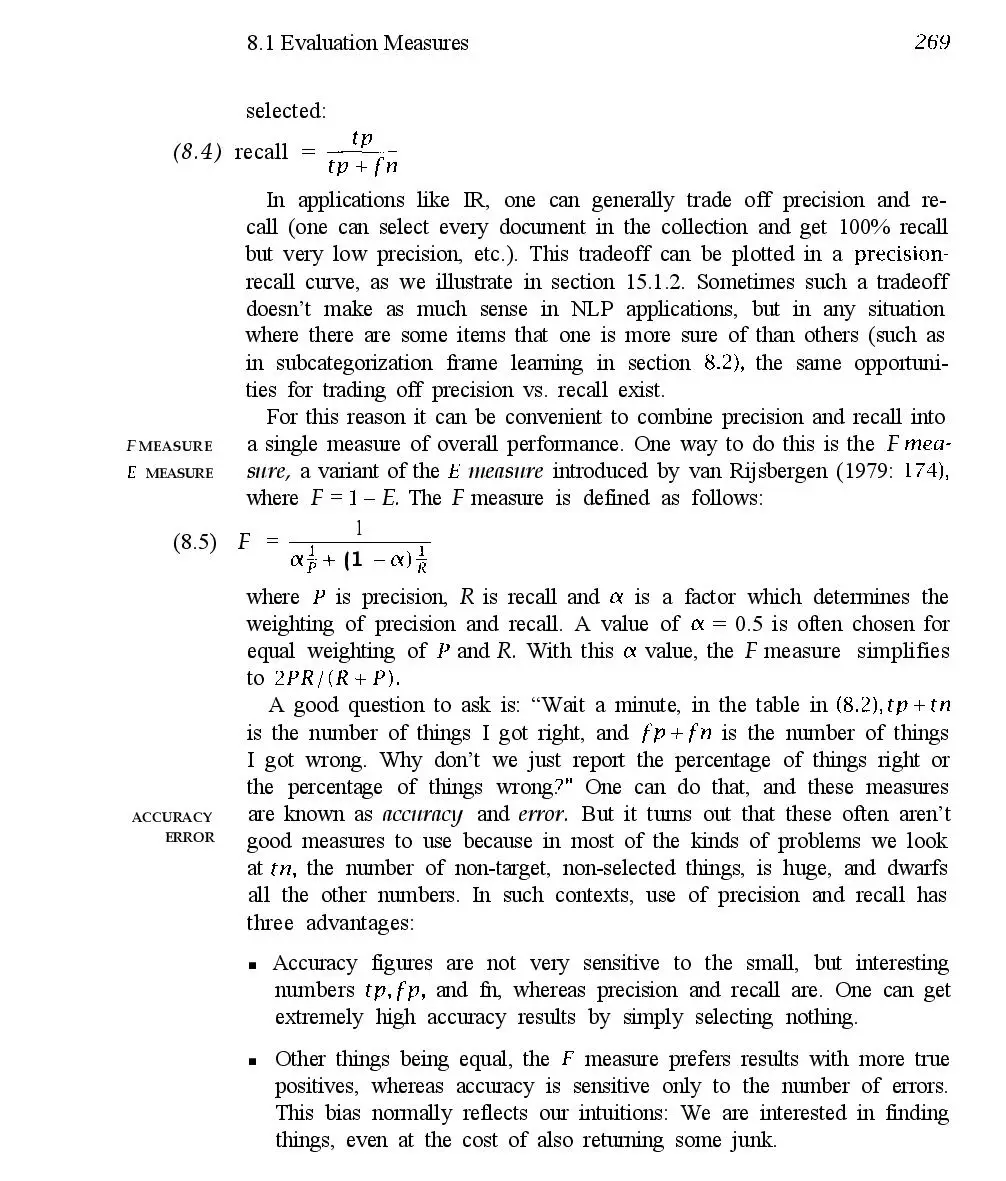 8.1 Evaluation Measures 269
selected:
(8.4) recall = tp / (tp + fn)
In applications like IR, one can generally trade off precision and re-
call (one can select every document in the collection and get 100% recall
but very low precision, etc.). This tradeoff can be plotted in a precision-
recall curve, as we illustrate in section 15.1.2. Sometimes such a tradeoff
doesn't make as much sense in NLP applications, but in any situation
where there are some items that one is more sure of than others (such as
in subcategorization frame learning in section 8.2), the same opportuni-
ties for trading off precision vs. recall exist.
For this reason it can be convenient to combine precision and recall into
F MEASURE a single measure of overall performance. One way to do this is the F mea-
E MEASURE sure, a variant of the E measure introduced by van Rijsbergen (1979: 174),
where F = 1 – E. The F measure is defined as follows:
(8.5) F = 1 / (α 1/P + (1 – α) 1/R)
where P is precision, R is recall and α is a factor which determines the
weighting of precision and recall. A value of α = 0.5 is often chosen for
equal weighting of P and R. With this α value, the F measure simplifies
to 2PR/(R + P).
A good question to ask is: "Wait a minute, in the table in (8.2), tp + tn
is the number of things I got right, and fp + fn is the number of things
I got wrong. Why don't we just report the percentage of things right or
the percentage of things wrong?" One can do that, and these measures
ACCURACY are known as accuracy and error. But it turns out that these often aren't
ERROR good measures to use because in most of the kinds of problems we look
at tn, the number of non-target, non-selected things, is huge, and dwarfs
all the other numbers. In such contexts, use of precision and recall has
three advantages:
▪ Accuracy figures are not very sensitive to the small, but interesting
numbers tp, fp, and fn, whereas precision and recall are. One can get
extremely high accuracy results by simply selecting nothing.
▪ Other things being equal, the F measure prefers results with more true
positives, whereas accuracy is sensitive only to the number of errors.
This bias normally reflects our intuitions: We are interested in finding
things, even at the cost of also returning some junk.